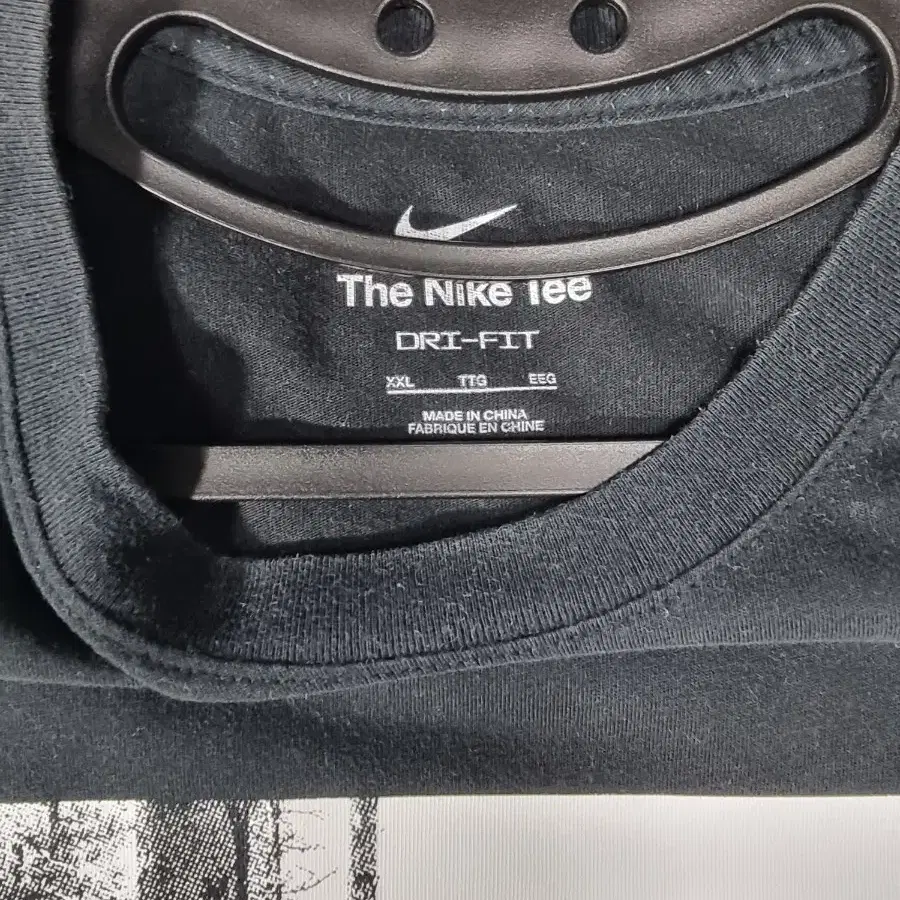 The Nike Tee
DRI-FIT
XXL TTG EEG
MADE IN CHINA
FABRIQUE EN CHINE